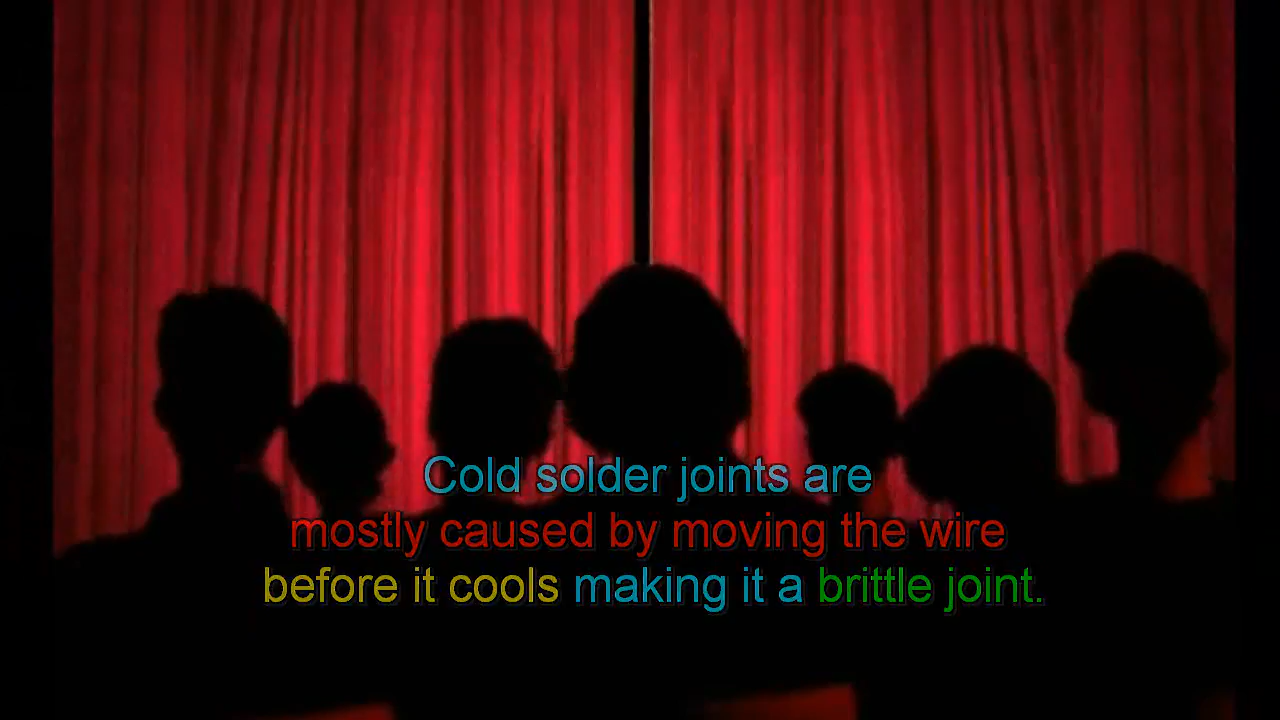 Cold solder joints are
mostly caused by moving the wire
before it cools making it a brittle joint.